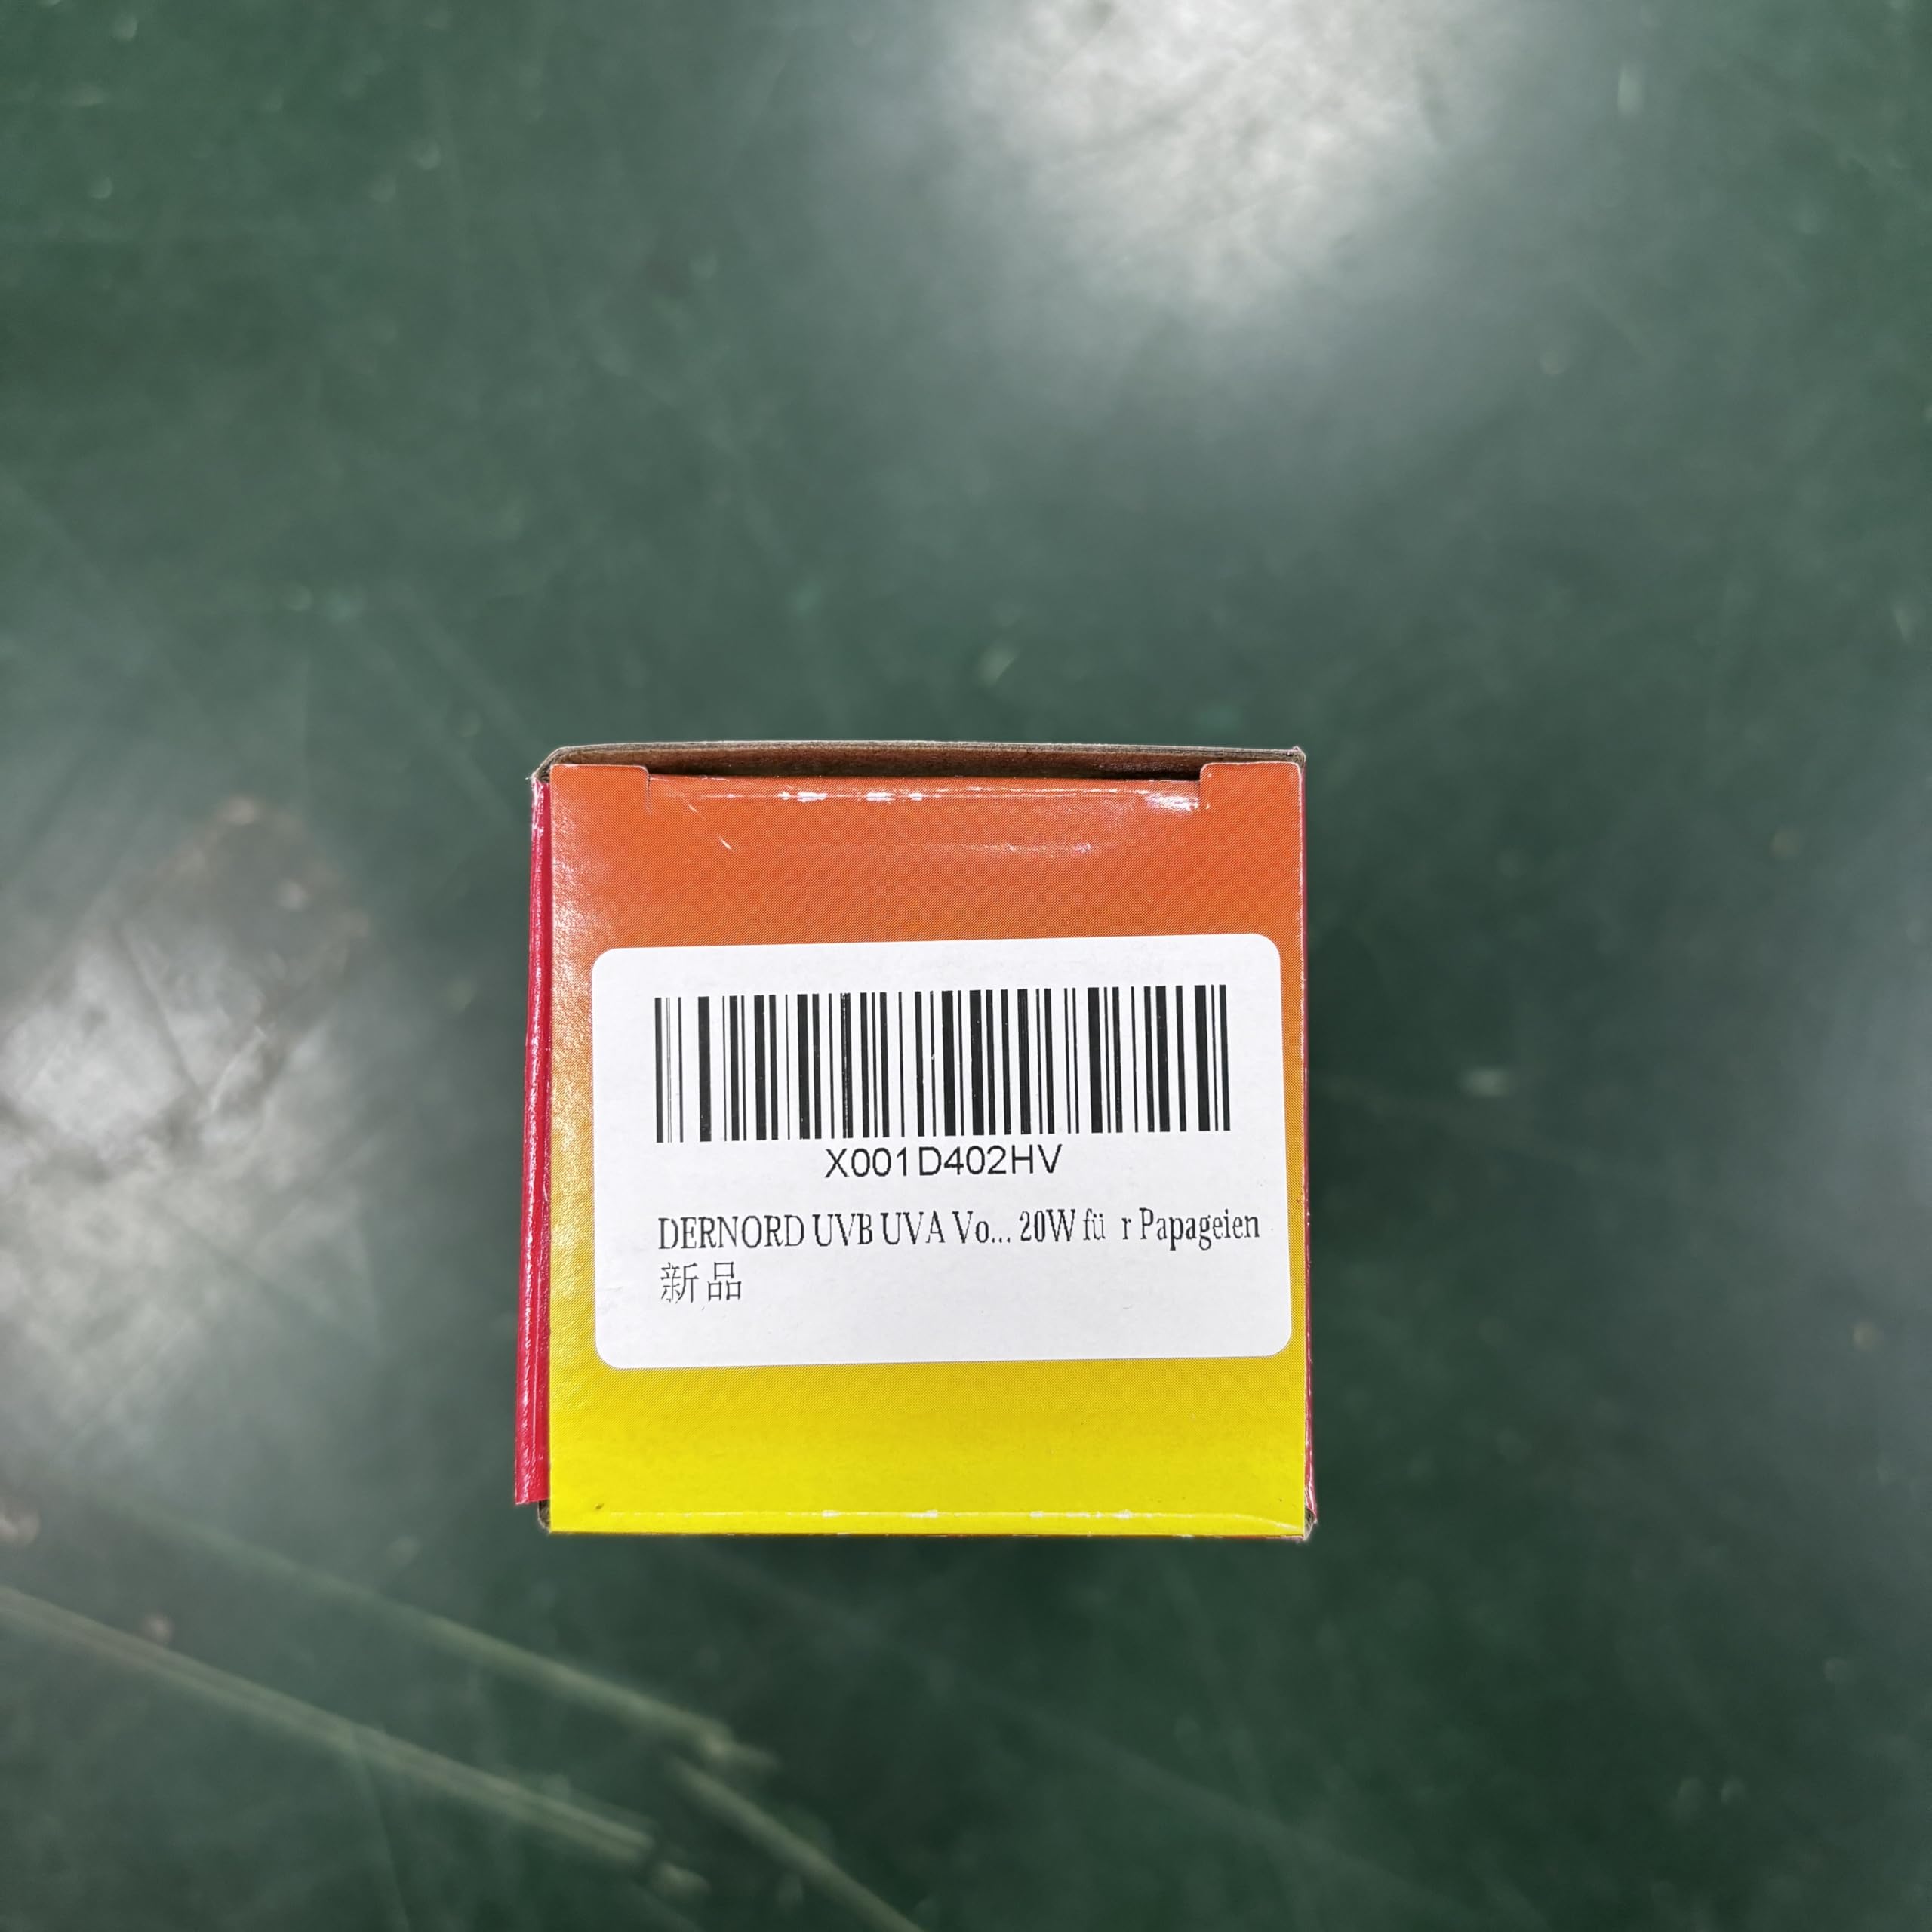 X001D402HV
DERNORD UVB UVA Vo... 20W fü r Papageien
新品